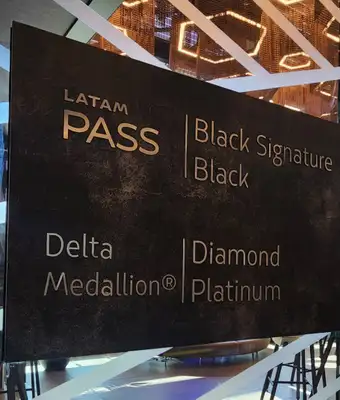 LATAM
PASS
Black Signature
Black
Delta
Medallion®
Diamond
Platinum